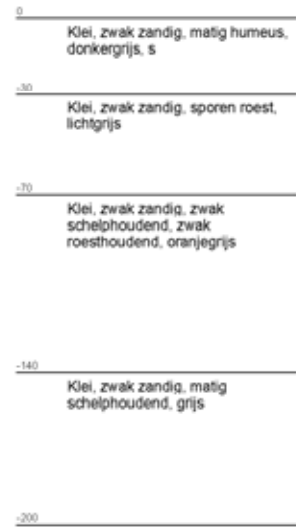 0
Klei, zwak zandig, matig humeus,
donkergrijs, s
-30
Klei, zwak zandig, sporen roest,
lichtgrijs
-70
Klei, zwak zandig, zwak
schelphoudend, zwak
roesthoudend, oranjegrijs
-140
Klei, zwak zandig, matig
schelphoudend, grijs
-200